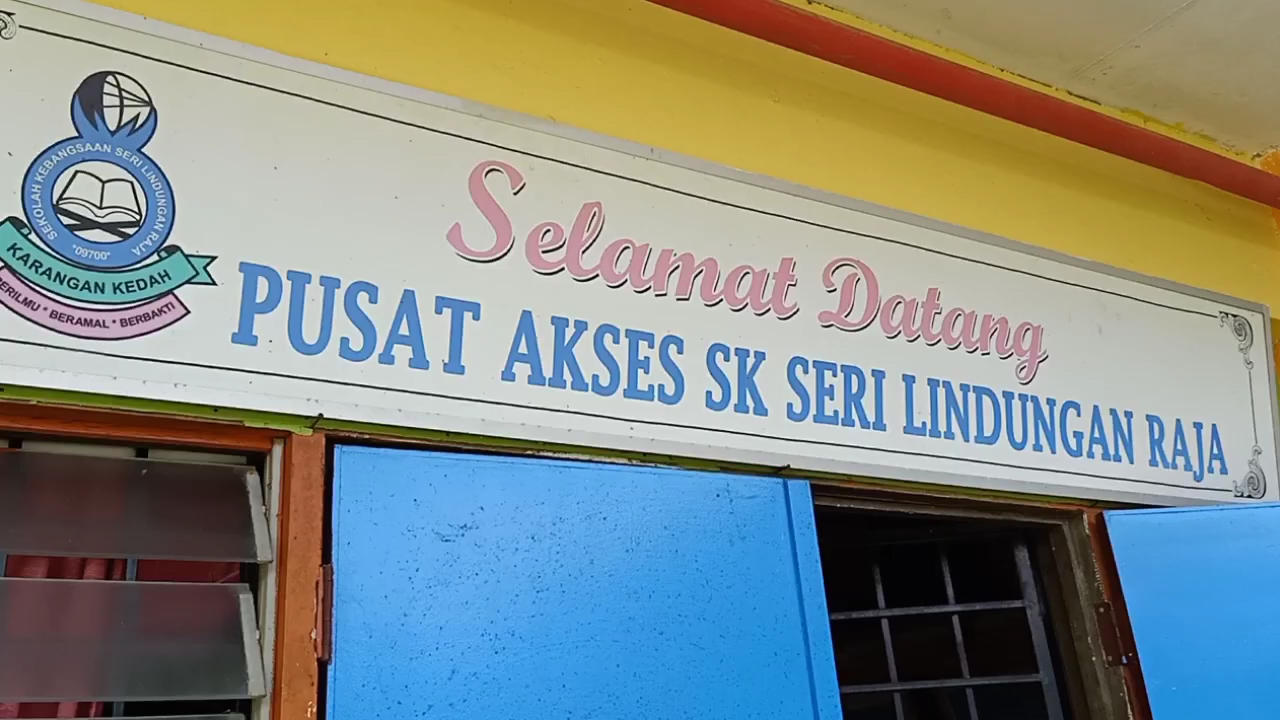 SEKOLAH KEBANGSAAN SERI LINDUNGAN RAJA
"09700"
KARANGAN KEDAH
BERILMU * BERAMAL * BERBAKTI
Selamat Datang
PUSAT AKSES SK SERI LINDUNGAN RAJA